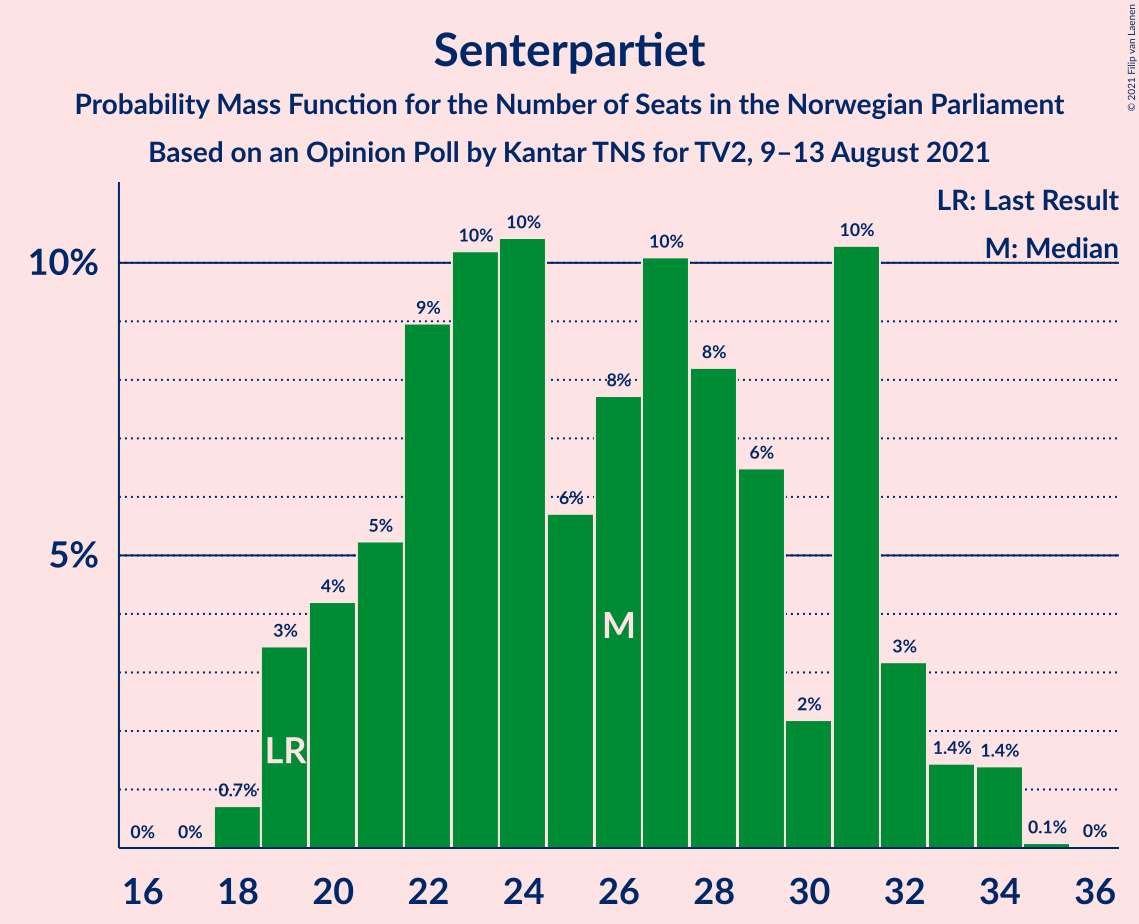 Senterpartiet
Probability Mass Function for the Number of Seats in the Norwegian Parliament
Based on an Opinion Poll by Kantar TNS for TV2, 9–13 August 2021
© 2021 Filip van Laenen
LR: Last Result
M: Median
10%
5%
0%
0%
0.7%
3%
4%
5%
9%
10%
10%
6%
8%
10%
8%
6%
2%
10%
3%
1.4%
1.4%
0.1%
0%
LR
M
16 18 20 22 24 26 28 30 32 34 36